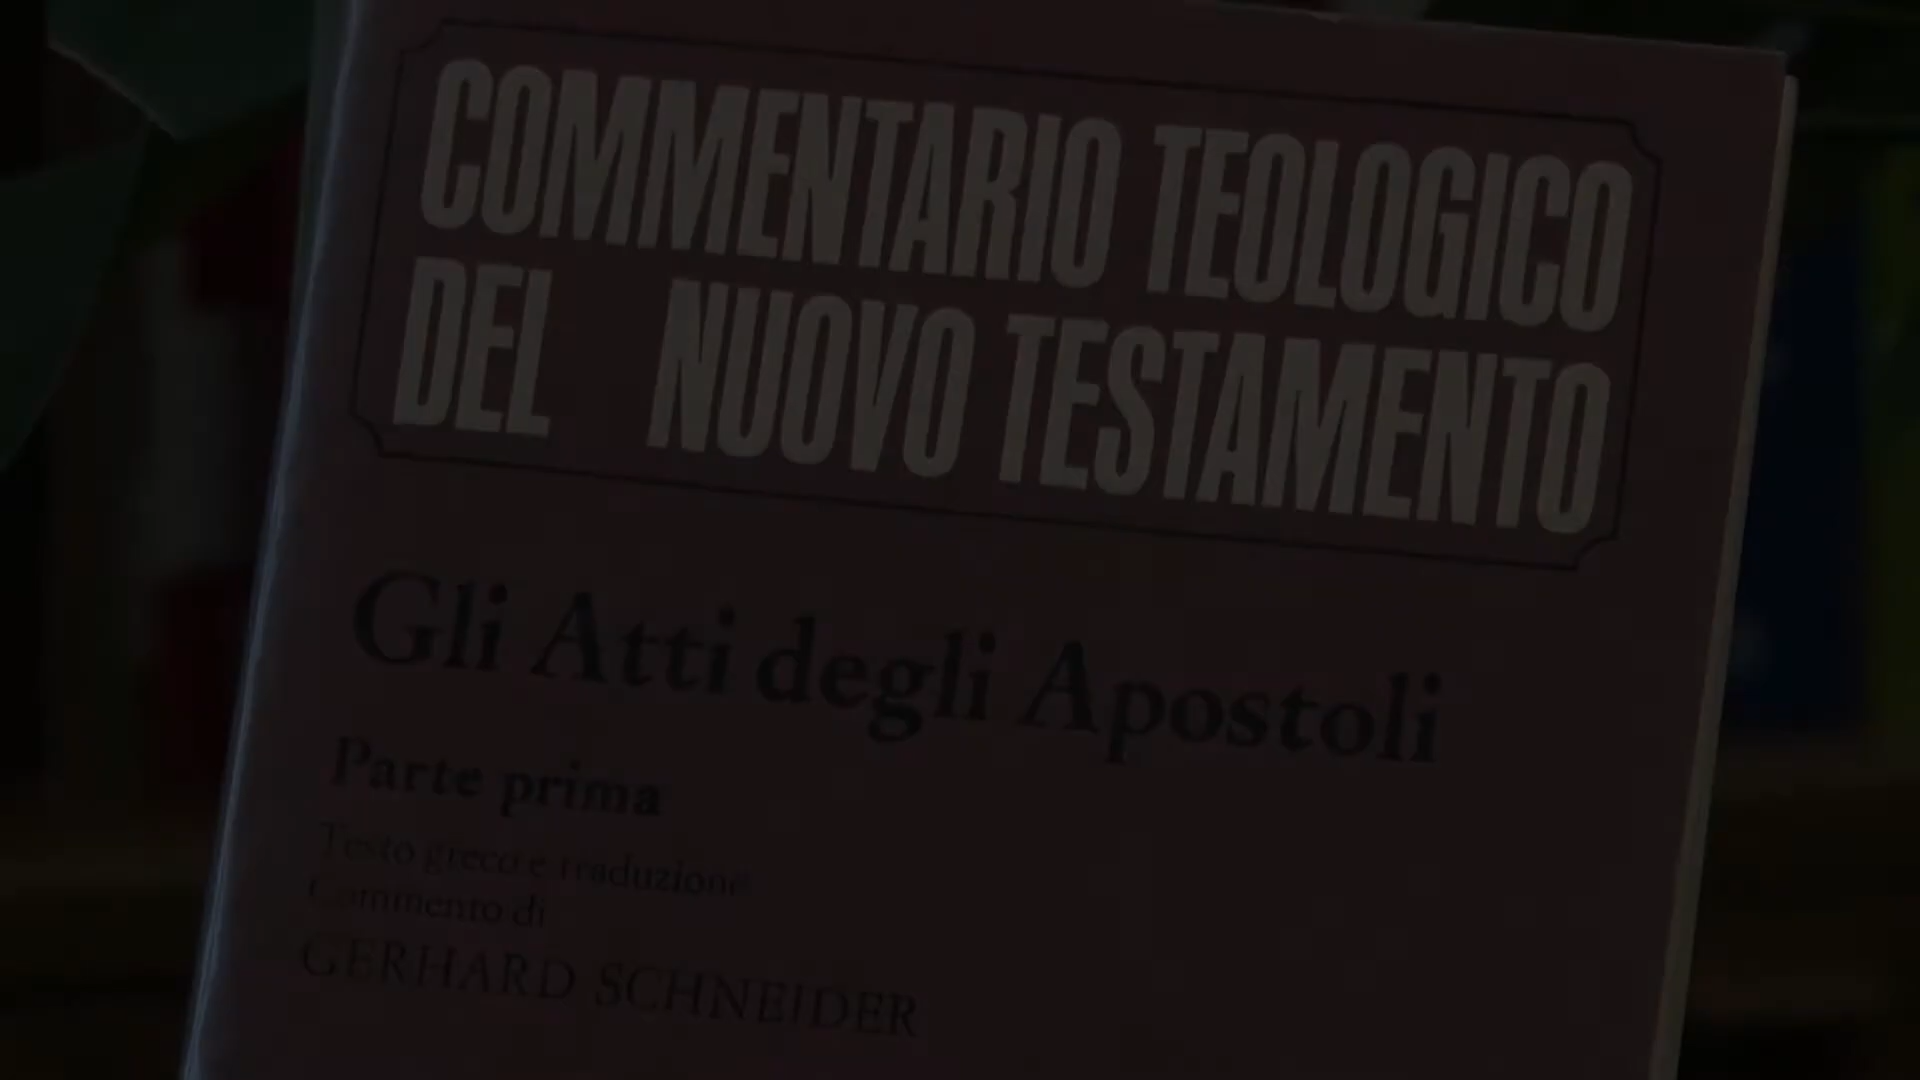 COMMENTARIO TEOLOGICO
DEL NUOVO TESTAMENTO
Gli Atti degli Apostoli
Parte prima
Testo greco e traduzione
Commento di
GERHARD SCHNEIDER